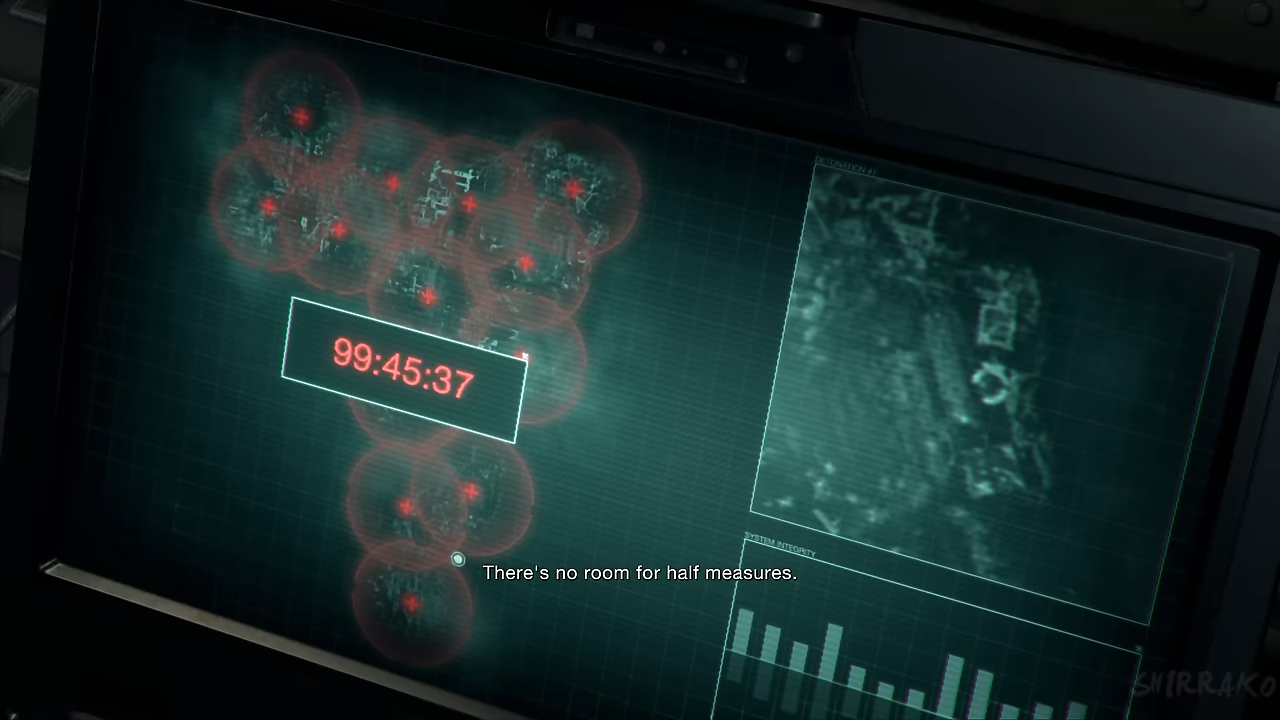 DETONATION #1
99:45:37
SYSTEM INTEGRITY
There's no room for half measures.
SHIRRAKO